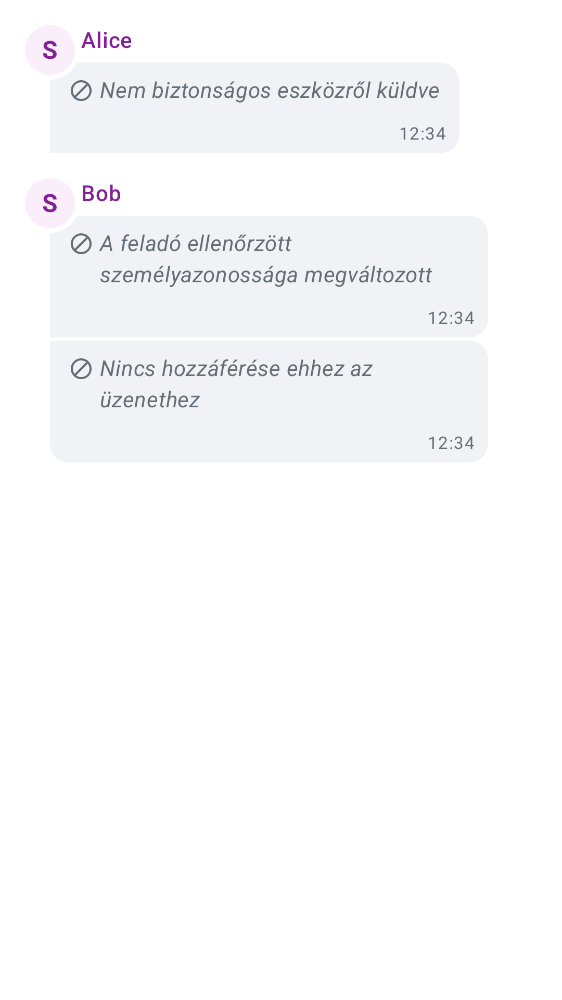 S
Alice
Nem biztonságos eszközről küldve
12:34
S
Bob
A feladó ellenőrzött
személyazonossága megváltozott
12:34
Nincs hozzáférése ehhez az
üzenethez
12:34